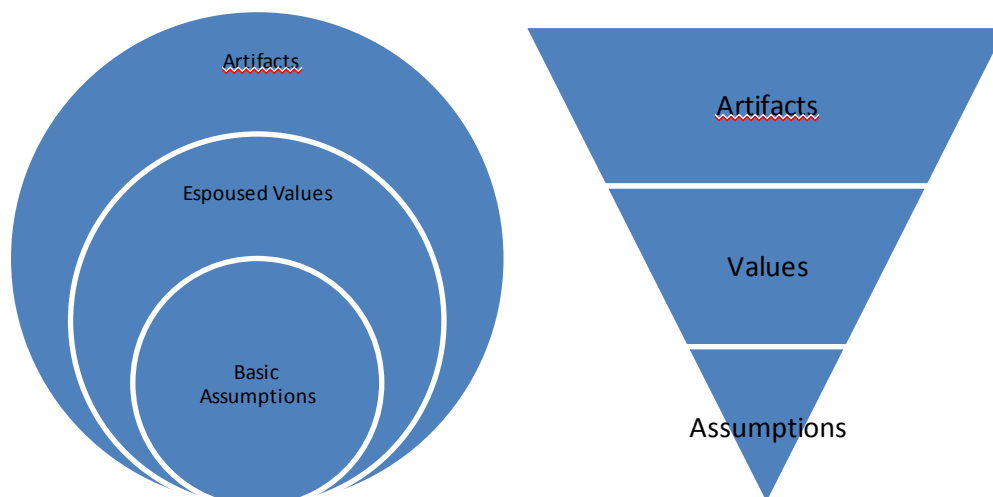 Artifacts
Espoused Values
Basic
Assumptions
Artifacts
Values
Assumptions